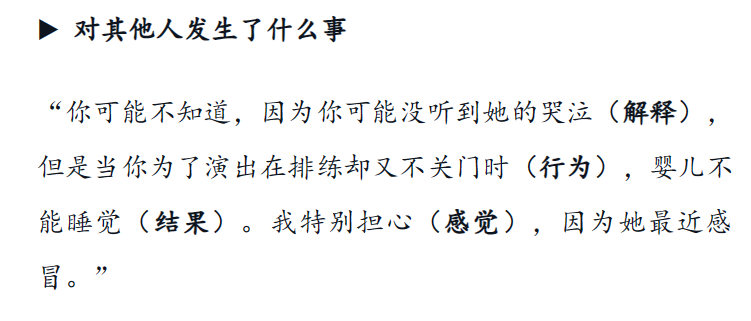 ▶ 对其他人发生了什么事
“你可能不知道，因为你可能没听到她的哭泣（解释），
但是当你为了演出在排练却又不关门时（行为），婴儿不
能睡觉（结果）。我特别担心（感觉），因为她最近感
冒。”